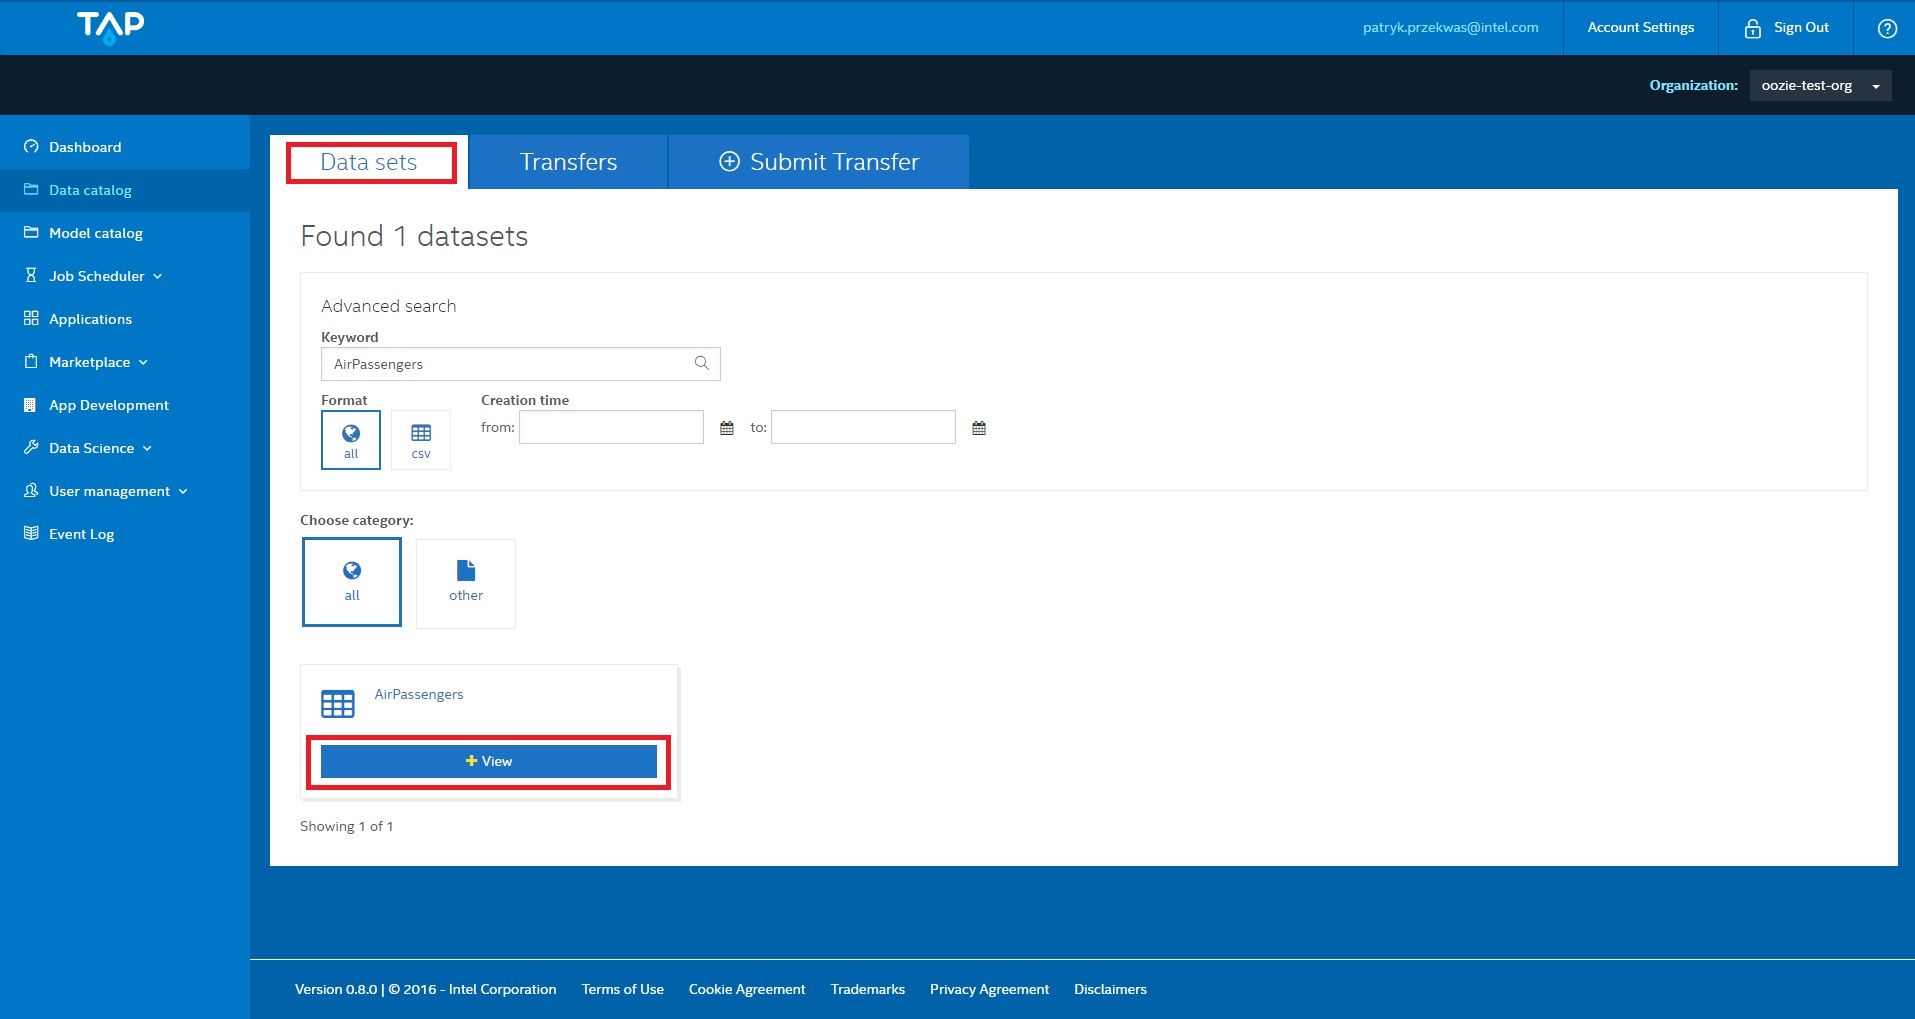 TAP
patryk.przekwas@intel.com Account Settings Sign Out
Organization: oozie-test-org
Dashboard
Data catalog
Model catalog
Job Scheduler
Applications
Marketplace
App Development
Data Science
User management
Event Log
Data sets Transfers Submit Transfer
Found 1 datasets
Advanced search
Keyword
AirPassengers
Format Creation time
from: to:
all csv
Choose category:
all other
AirPassengers
View
Showing 1 of 1
Version 0.8.0 | © 2016 - Intel Corporation Terms of Use Cookie Agreement Trademarks Privacy Agreement Disclaimers